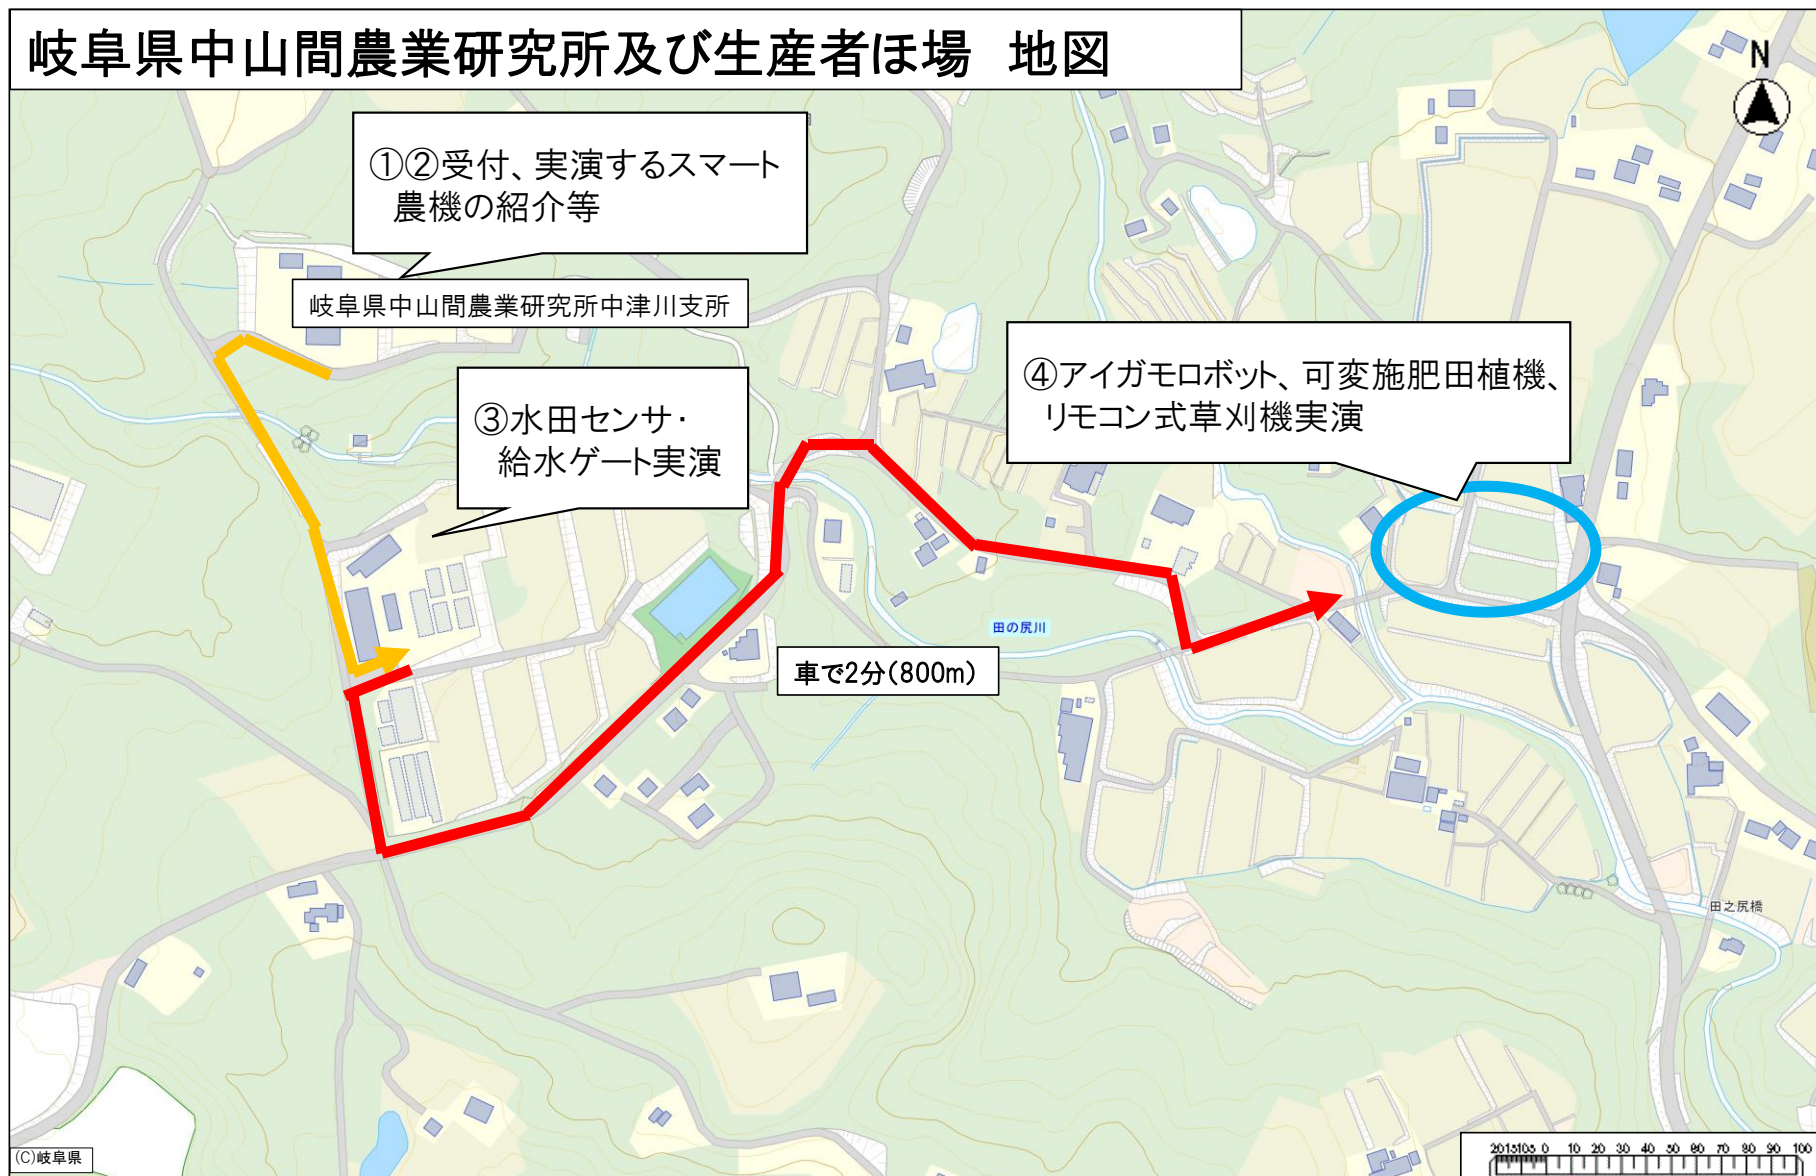 岐阜県中山間農業研究所及び生産者ほ場　地図
N
①②受付、実演するスマート
農機の紹介等
岐阜県中山間農業研究所中津川支所
④アイガモロボット、可変施肥田植機、
リモコン式草刈機実演
③水田センサ・
給水ゲート実演
田の尻川
車で2分(800m)
田之尻橋
(C)岐阜県
20 15 10 5 0 10 20 30 40 50 60 70 80 90 100